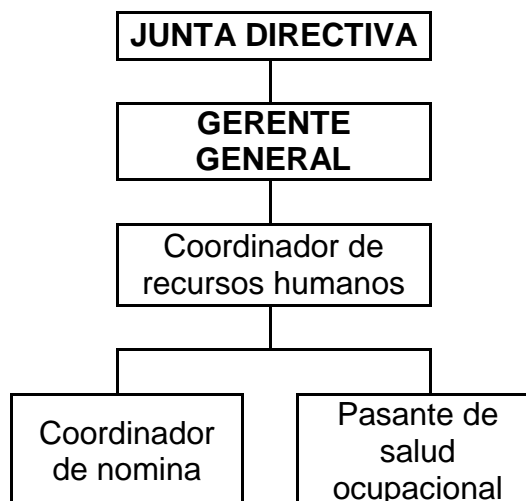 JUNTA DIRECTIVA
GERENTE
GENERAL
Coordinador de
recursos humanos
Coordinador
de nomina
Pasante de
salud
ocupacional